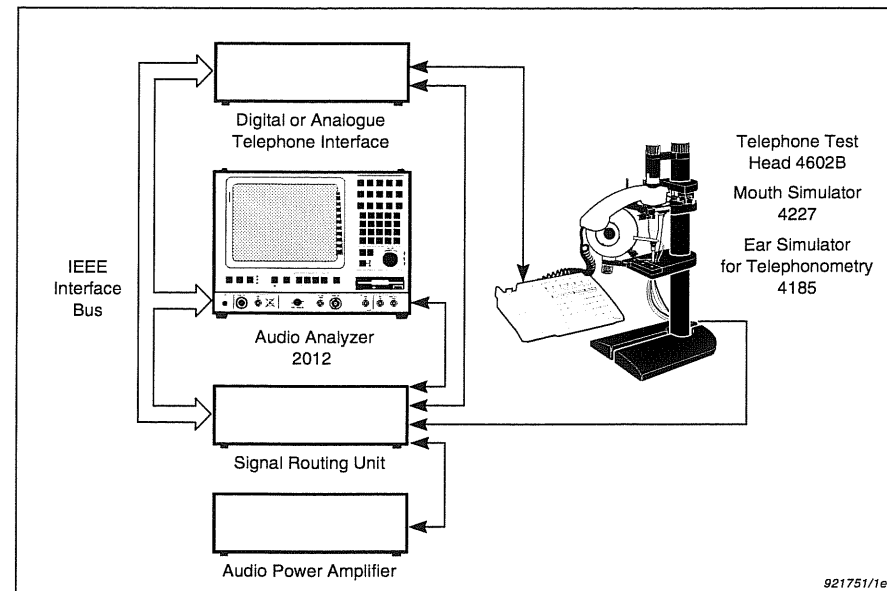 Digital or Analogue
Telephone Interface
Telephone Test
Head 4602B
Mouth Simulator
4227
Ear Simulator
for Telephonometry
4185
IEEE
Interface
Bus
Audio Analyzer
2012
Signal Routing Unit
Audio Power Amplifier
921751/1e